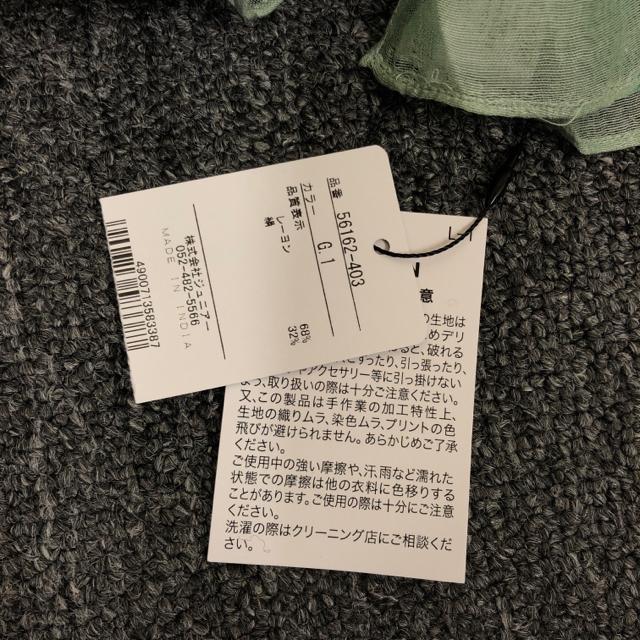 品番 56162-403
カラー G.1
品質表示
レーヨン 68%
絹 32%
株式会社ジュニアー
052-182-5566
MADE IN INDIA
意
の生地は
めデリ
ると、破れる
すったり、引っ張ったり、
アクセサリー等に引っ掛けない
よう、取り扱いの際は十分ご注意ください。
又、この製品は手作業の加工特性上、
生地の織りムラ、染色ムラ、プリントの色
飛びが避けられません。あらかじめご了承
ください。
ご使用中の強い摩擦や、汗、雨など濡れた
状態での摩擦は他の衣料に色移りする
ことがあります。ご使用の際は十分にご注意
ください。
洗濯の際はクリーニング店にご相談くだ
さい。